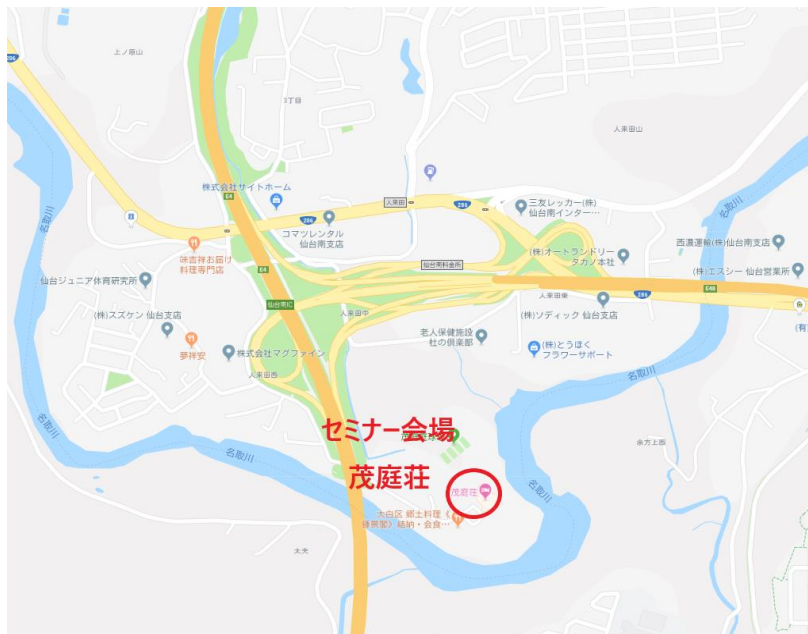 上ノ原山
286
3丁目
人来田山
株式会社サイトホーム
E4
人来田
286
三友レッカー(株)
仙台南インター…
286
コマツレンタル
仙台南支店
名取川
名取川
味吉祥お届け
料理専門店
(株)オートランドリー
タカノ本社
西濃運輸(株)仙台南支店
仙台南料金所
E4
(株)エスシー 仙台営業所
仙台ジュニア体育研究所
E48
人来田東
286
仙台南IC
人来田中
(株)ソディック 仙台支店
(株)スズケン 仙台支店
老人保健施設
杜の倶楽部
(有
夢祥安
株式会社マグファイン
(株)とうほく
フラワーサポート
人来田西
名取川
セミナー会場
名取川
名取川
茂庭荘
茂庭荘
名取川
太白区 郷土料理《
結納・会食…